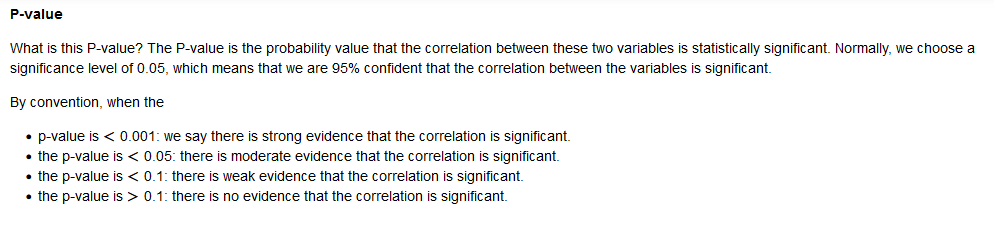 P-value
What is this P-value? The P-value is the probability value that the correlation between these two variables is statistically significant. Normally, we choose a
significance level of 0.05, which means that we are 95% confident that the correlation between the variables is significant.
By convention, when the
• p-value is < 0.001: we say there is strong evidence that the correlation is significant.
• the p-value is < 0.05: there is moderate evidence that the correlation is significant.
• the p-value is < 0.1: there is weak evidence that the correlation is significant.
• the p-value is > 0.1: there is no evidence that the correlation is significant.